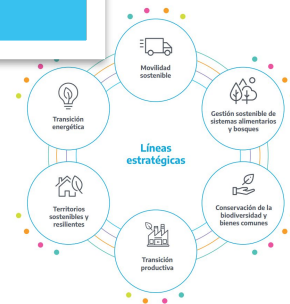 Movilidad
sostenible
Transición
energética
Gestión sostenible de
sistemas alimentarios
y bosques
Líneas
estratégicas
Territorios
sostenibles y
resilientes
Conservación de la
biodiversidad y
bienes comunes
Transición
productiva